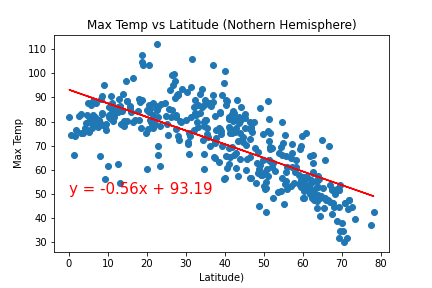 Max Temp vs Latitude (Nothern Hemisphere)
110
100
90
80
70
60
50
40
30
Max Temp
y = -0.56x + 93.19
0 10 20 30 40 50 60 70 80
Latitude)